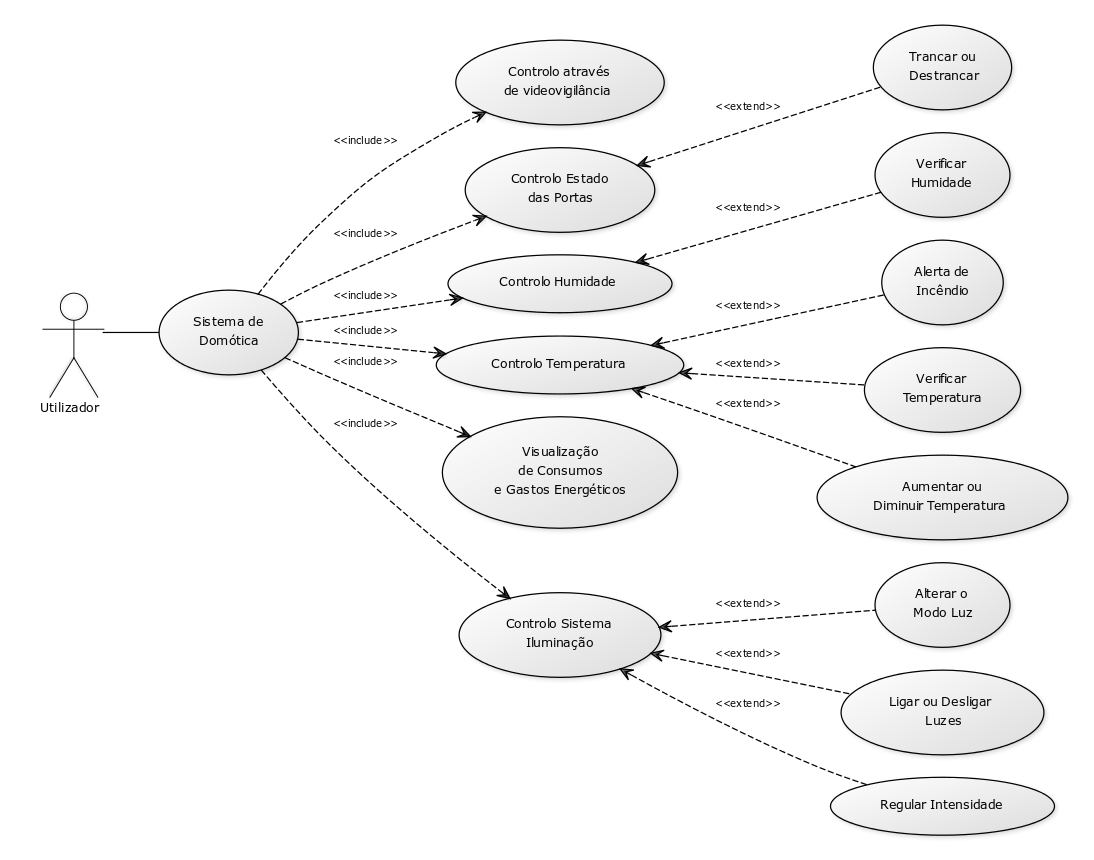 Utilizador
Sistema de
Domótica
<<include>>
<<include>>
<<include>>
<<include>>
<<include>>
<<include>>
Controlo através
de videovigilância
Controlo Estado
das Portas
Controlo Humidade
Controlo Temperatura
Visualização
de Consumos
e Gastos Energéticos
Controlo Sistema
Iluminação
<<extend>>
<<extend>>
<<extend>>
<<extend>>
<<extend>>
<<extend>>
<<extend>>
<<extend>>
Trancar ou
Destrancar
Verificar
Humidade
Alerta de
Incêndio
Verificar
Temperatura
Aumentar ou
Diminuir Temperatura
Alterar o
Modo Luz
Ligar ou Desligar
Luzes
Regular Intensidade